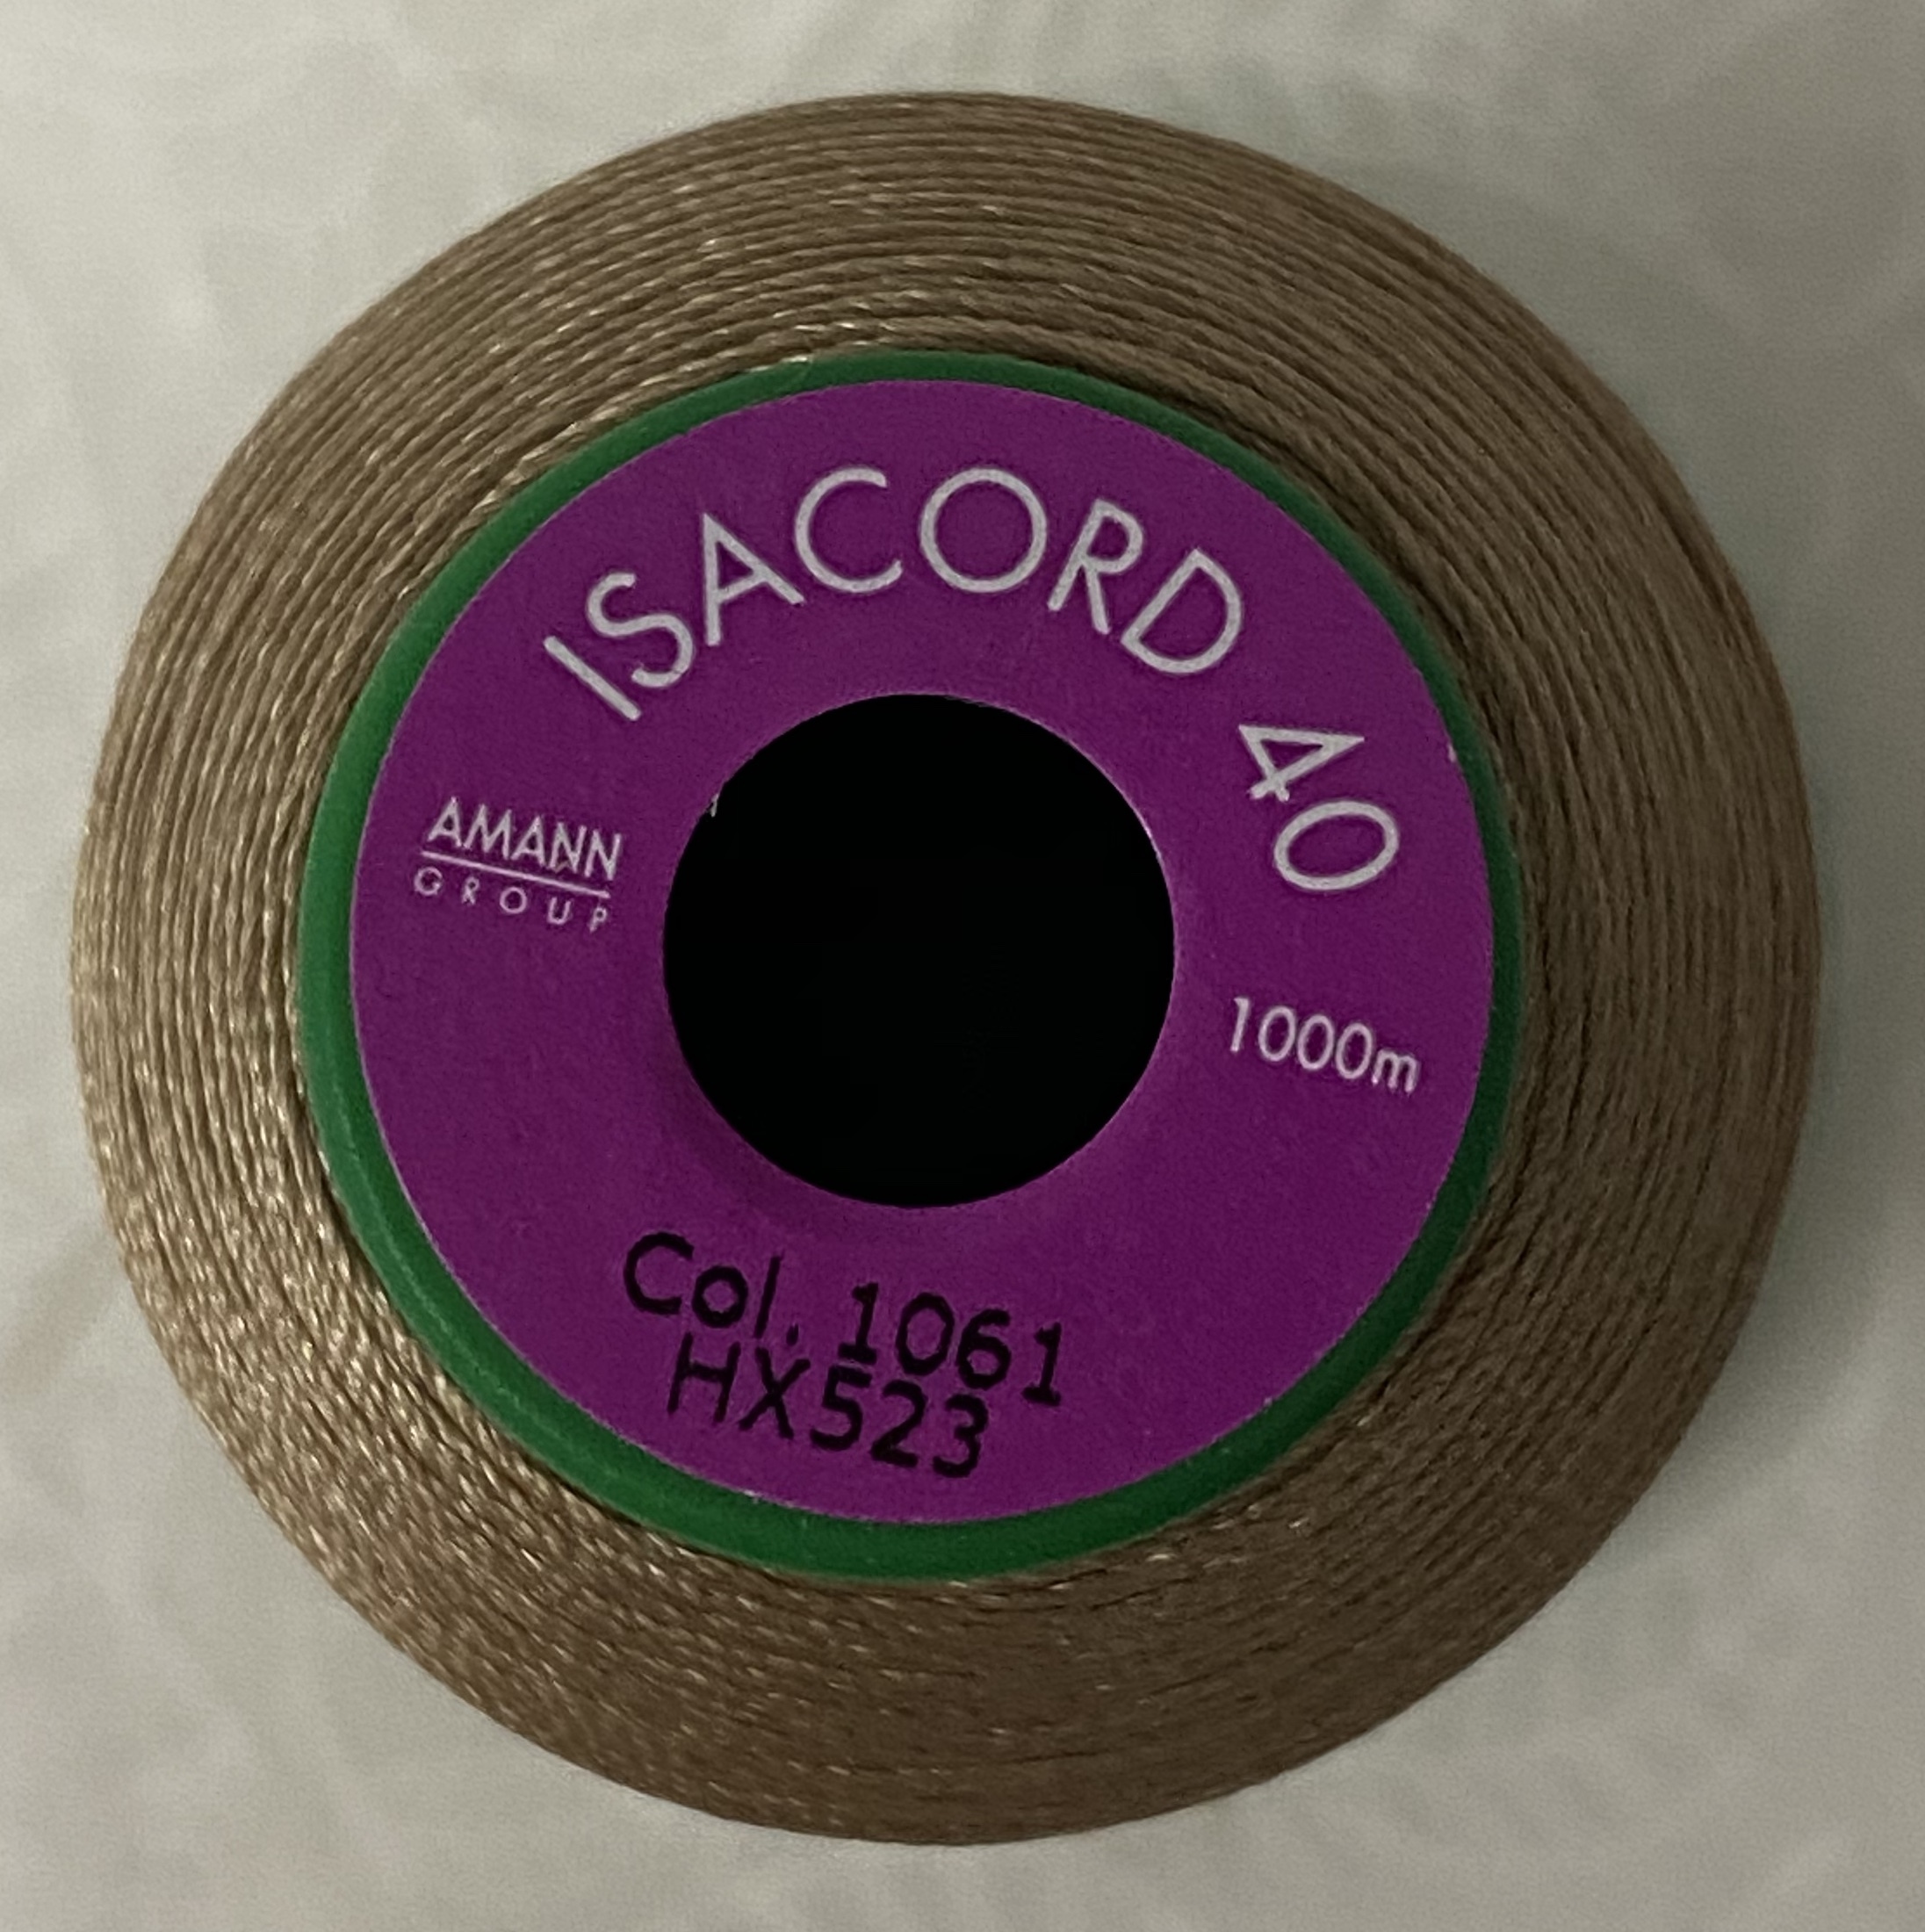 ISACORD 40
AMANN
GROUP
1000m
Col. 1061
HX523